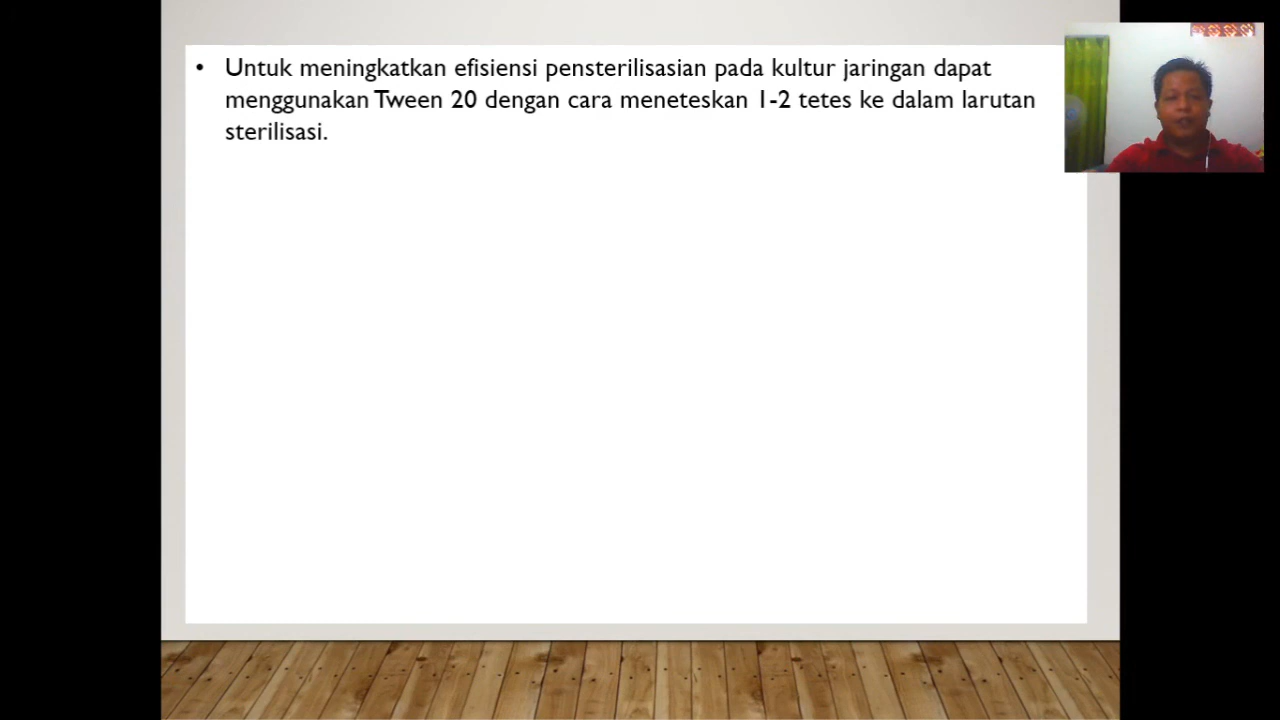 • Untuk meningkatkan efisiensi pensterilisasian pada kultur jaringan dapat
menggunakan Tween 20 dengan cara meneteskan 1-2 tetes ke dalam larutan
sterilisasi.